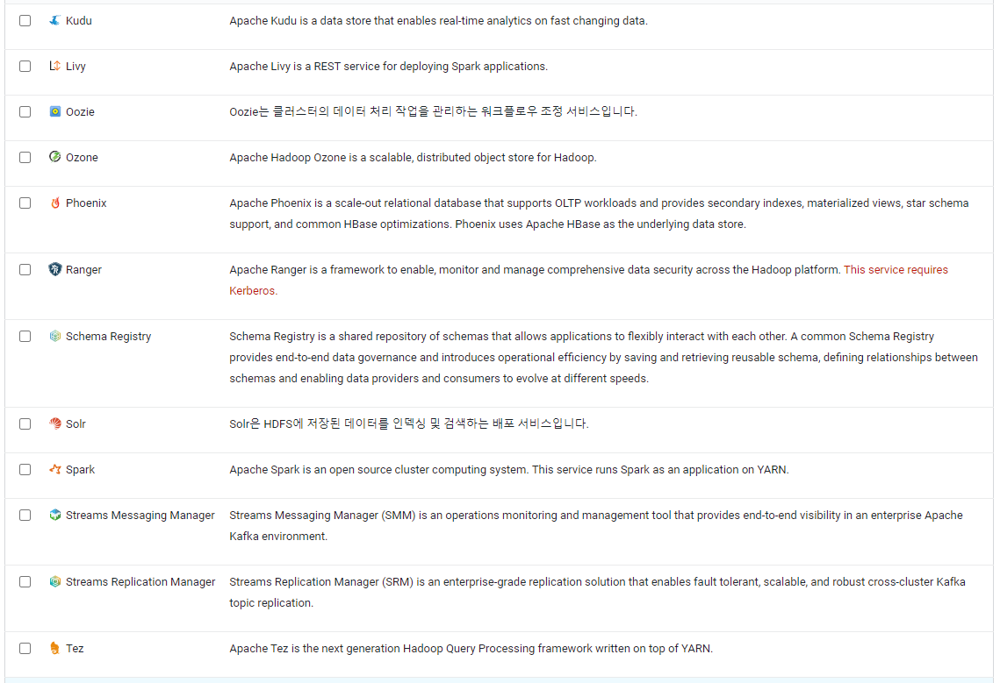 Kudu
Apache Kudu is a data store that enables real-time analytics on fast changing data.
Livy
Apache Livy is a REST service for deploying Spark applications.
Oozie
Oozie는 클러스터의 데이터 처리 작업을 관리하는 워크플로우 조정 서비스입니다.
Ozone
Apache Hadoop Ozone is a scalable, distributed object store for Hadoop.
Phoenix
Apache Phoenix is a scale-out relational database that supports OLTP workloads and provides secondary indexes, materialized views, star schema
support, and common HBase optimizations. Phoenix uses Apache HBase as the underlying data store.
Ranger
Apache Ranger is a framework to enable, monitor and manage comprehensive data security across the Hadoop platform. This service requires
Kerberos.
Schema Registry
Schema Registry is a shared repository of schemas that allows applications to flexibly interact with each other. A common Schema Registry
provides end-to-end data governance and introduces operational efficiency by saving and retrieving reusable schema, defining relationships between
schemas and enabling data providers and consumers to evolve at different speeds.
Solr
Solr은 HDFS에 저장된 데이터를 인덱싱 및 검색하는 배포 서비스입니다.
Spark
Apache Spark is an open source cluster computing system. This service runs Spark as an application on YARN.
Streams Messaging Manager
Streams Messaging Manager (SMM) is an operations monitoring and management tool that provides end-to-end visibility in an enterprise Apache
Kafka environment.
Streams Replication Manager
Streams Replication Manager (SRM) is an enterprise-grade replication solution that enables fault tolerant, scalable, and robust cross-cluster Kafka
topic replication.
Tez
Apache Tez is the next generation Hadoop Query Processing framework written on top of YARN.